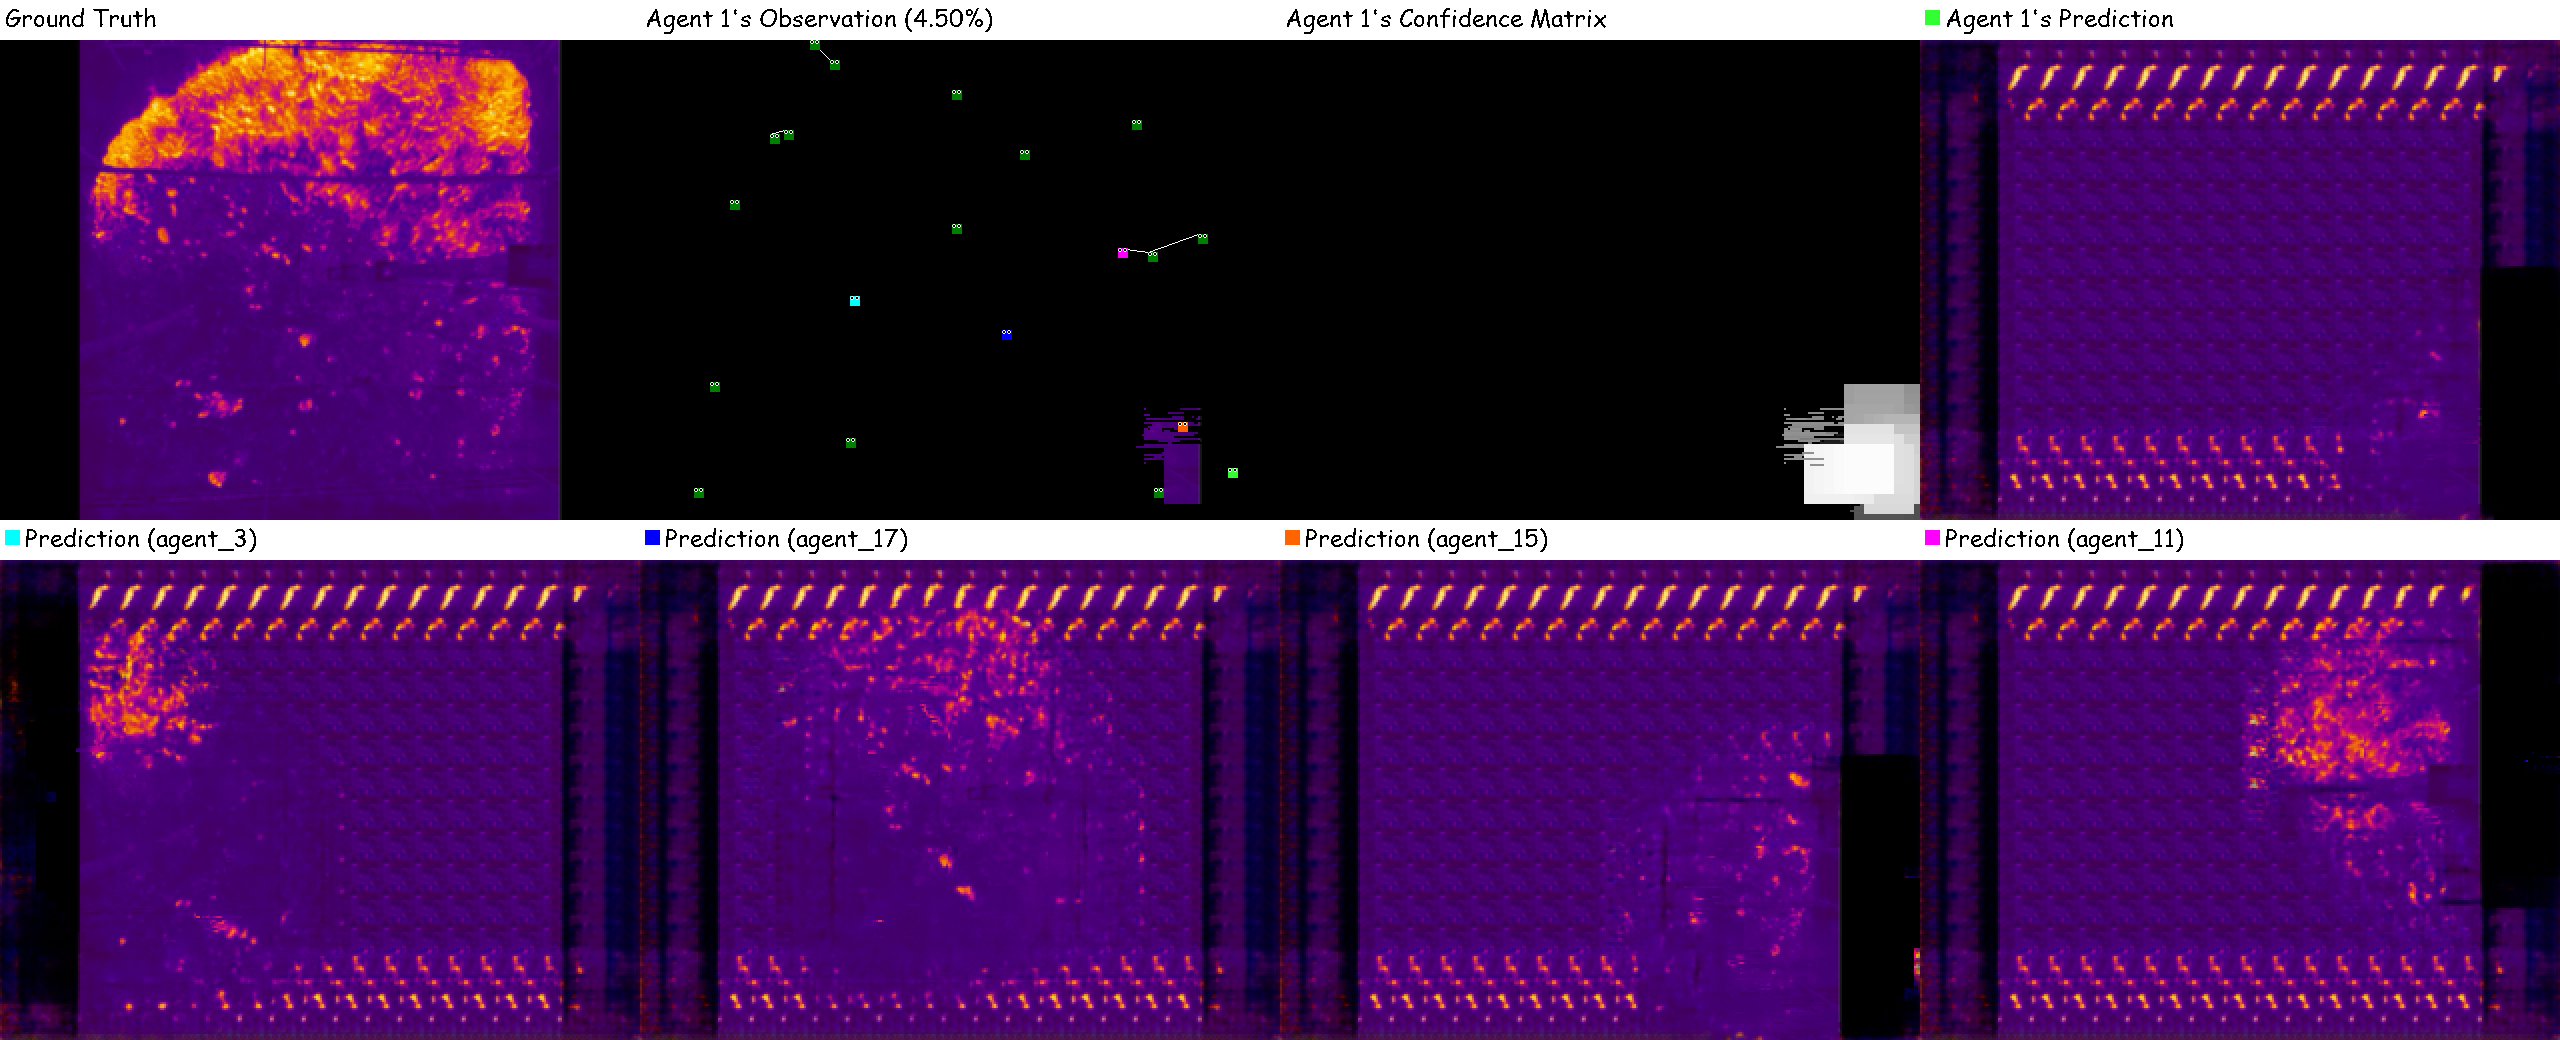 Ground Truth
Agent 1's Observation (4.50%)
Agent 1's Confidence Matrix
Agent 1's Prediction
Prediction (agent_3)
Prediction (agent_17)
Prediction (agent_15)
Prediction (agent_11)